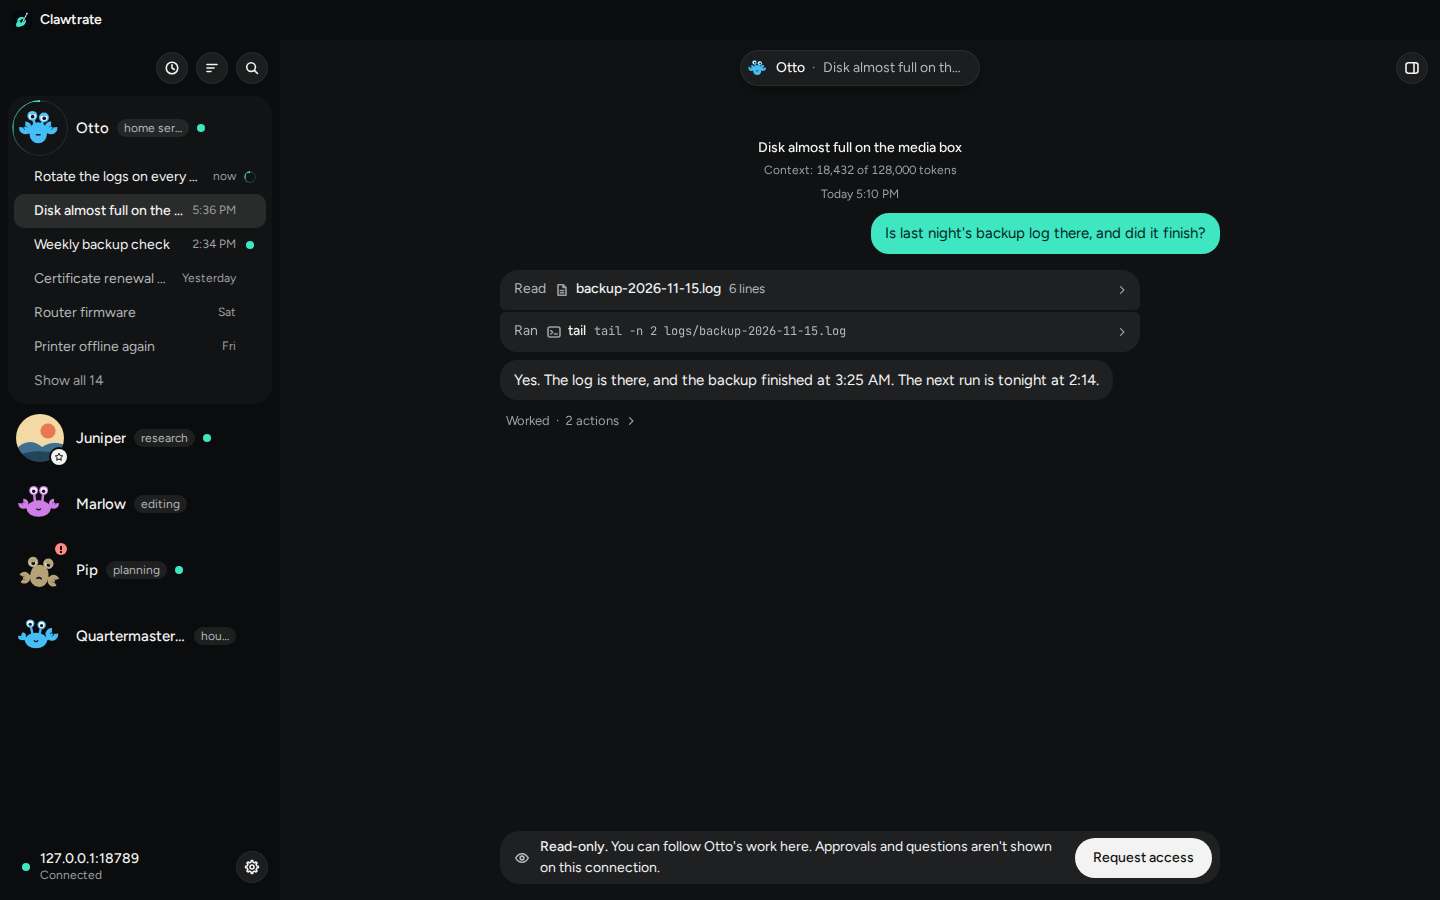 Clawtrate
Otto
home ser...
Rotate the logs on every ...
now
Disk almost full on the ...
5:36 PM
Weekly backup check
2:34 PM
Certificate renewal ...
Yesterday
Router firmware
Sat
Printer offline again
Fri
Show all 14
Juniper
research
Marlow
editing
Pip
planning
Quartermaster...
hou...
127.0.0.1:18789
Connected
Otto · Disk almost full on th...
Disk almost full on the media box
Context: 18,432 of 128,000 tokens
Today 5:10 PM
Is last night's backup log there, and did it finish?
Read backup-2026-11-15.log 6 lines
Ran tail tail -n 2 logs/backup-2026-11-15.log
Yes. The log is there, and the backup finished at 3:25 AM. The next run is tonight at 2:14.
Worked · 2 actions
Read-only. You can follow Otto's work here. Approvals and questions aren't shown
on this connection.
Request access